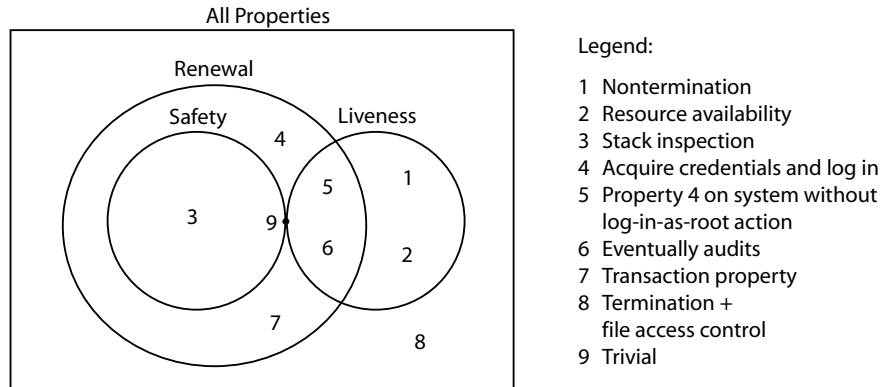 All Properties
Renewal
Safety
Liveness
4
5
1
3
9
6
2
7
8
Legend:
1 Nontermination
2 Resource availability
3 Stack inspection
4 Acquire credentials and log in
5 Property 4 on system without
log-in-as-root action
6 Eventually audits
7 Transaction property
8 Termination +
file access control
9 Trivial